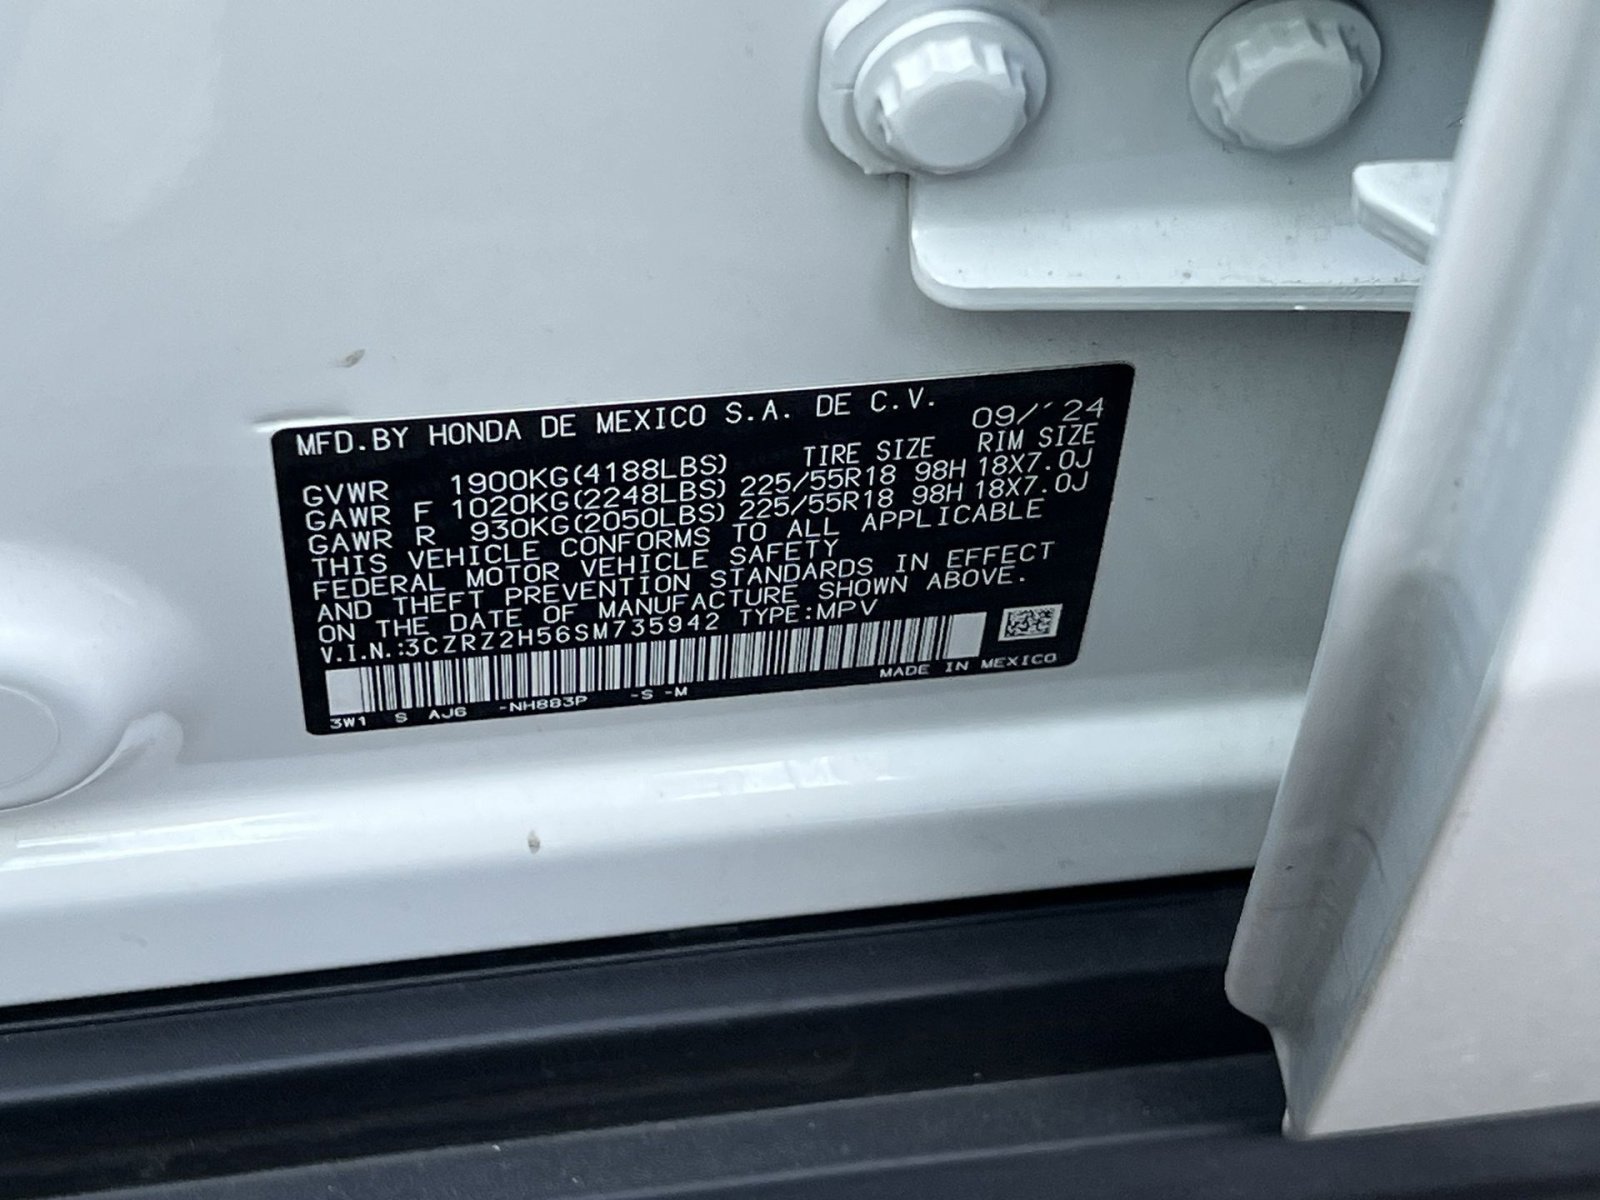 MFD.BY HONDA DE MEXICO S.A. DE C.V. 09/´24
TIRE SIZE RIM SIZE
GVWR 1900KG(4188LBS)
GAWR F 1020KG(2248LBS) 225/55R18 98H 18X7.0J
GAWR R 930KG(2050LBS) 225/55R18 98H 18X7.0J
THIS VEHICLE CONFORMS TO ALL APPLICABLE
FEDERAL MOTOR VEHICLE SAFETY
AND THEFT PREVENTION STANDARDS IN EFFECT
ON THE DATE OF MANUFACTURE SHOWN ABOVE.
V.I.N.:3CZRZ2H56SM735942 TYPE:MPV
MADE IN MEXICO
3W1 S AJ6 -NH883P -S -M